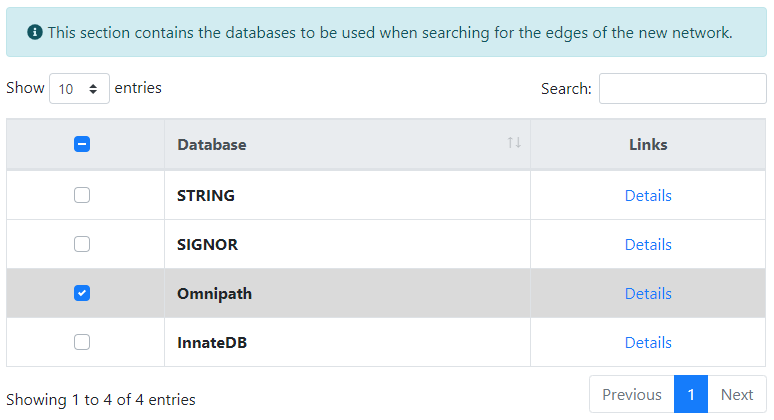 This section contains the databases to be used when searching for the edges of the new network.
Show 10 entries Search:
Database Links
STRING Details
SIGNOR Details
Omnipath Details
InnateDB Details
Showing 1 to 4 of 4 entries Previous 1 Next